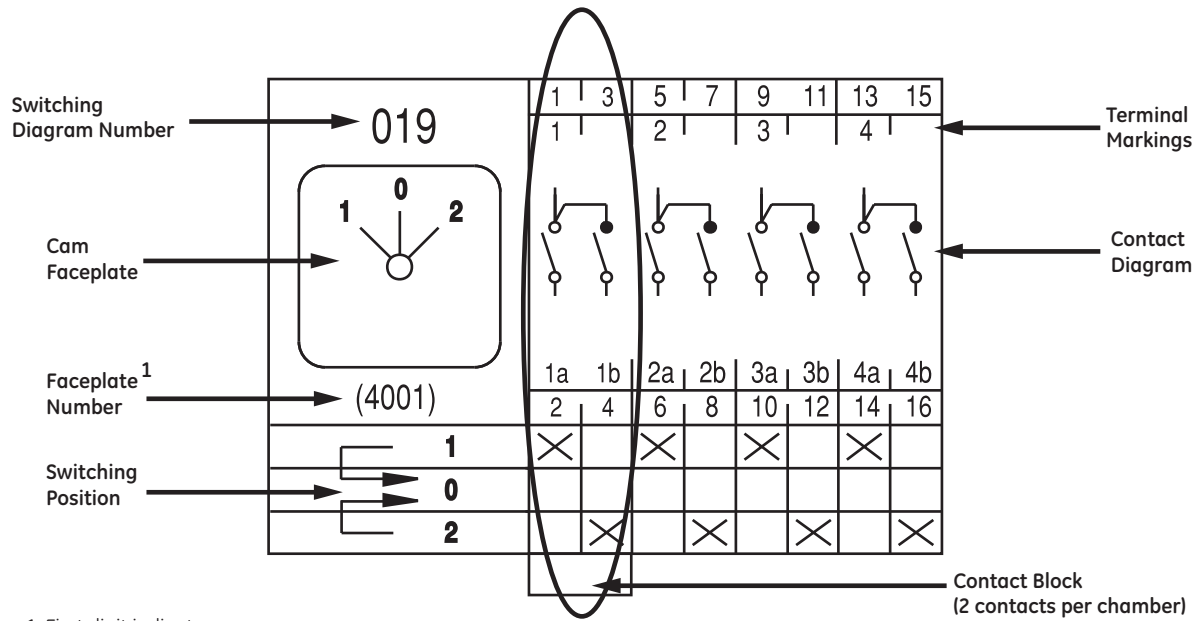 Switching
Diagram Number
019
1 3 5 7 9 11 13 15
1 2 3 4
Terminal
Markings
Cam
Faceplate
1 0 2
Contact
Diagram
Faceplate 1
Number
(4001)
1a 1b 2a 2b 3a 3b 4a 4b
2 4 6 8 10 12 14 16
Switching
Position
1
0
2
Contact Block
(2 contacts per chamber)